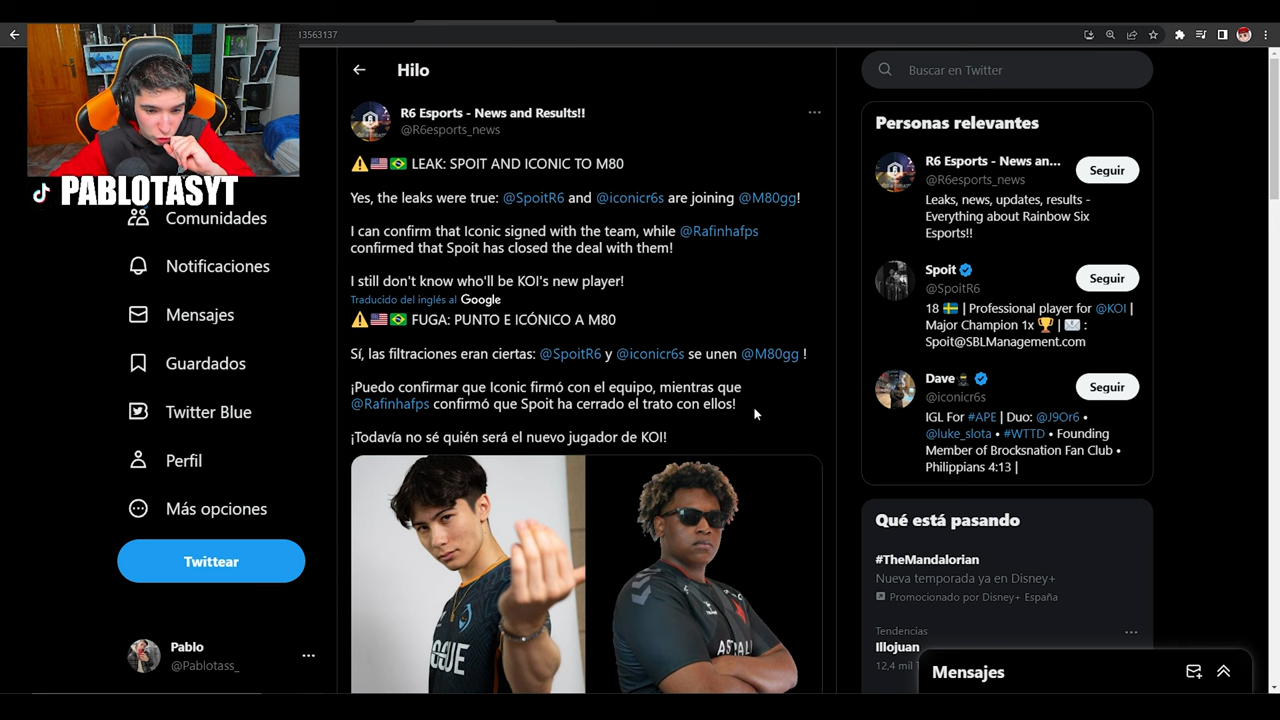 13563137
PABLOTASYT
Comunidades
Notificaciones
Mensajes
Guardados
Twitter Blue
Perfil
Más opciones
Twittear
Pablo
@Pablotass_
Hilo
R6 Esports - News and Results!!
@R6esports_news
⚠️🇺🇸🇧🇷 LEAK: SPOIT AND ICONIC TO M80
Yes, the leaks were true: @SpoitR6 and @iconicr6s are joining @M80gg!
I can confirm that Iconic signed with the team, while @Rafinhafps
confirmed that Spoit has closed the deal with them!
I still don't know who'll be KOI's new player!
Traducido del inglés al Google
⚠️🇺🇸🇧🇷 FUGA: PUNTO E ICÓNICO A M80
Sí, las filtraciones eran ciertas: @SpoitR6 y @iconicr6s se unen @M80gg !
¡Puedo confirmar que Iconic firmó con el equipo, mientras que
@Rafinhafps confirmó que Spoit ha cerrado el trato con ellos!
¡Todavía no sé quién será el nuevo jugador de KOI!
Buscar en Twitter
Personas relevantes
R6 Esports - News an...
@R6esports_news
Seguir
Leaks, news, updates, results -
Everything about Rainbow Six
Esports!!
Spoit
@SpoitR6
Seguir
18 🇸🇪 | Professional player for @KOI |
Major Champion 1x 🏆 | ✉️ :
Spoit@SBLManagement.com
Dave
@iconicr6s
Seguir
IGL For #APE | Duo: @J9Or6 •
@luke_slota • #WTTD • Founding
Member of Brocksnation Fan Club •
Philippians 4:13 |
Qué está pasando
#TheMandalorian
Nueva temporada ya en Disney+
Promocionado por Disney+ España
Tendencias
Illojuan
12,4 mil
Mensajes